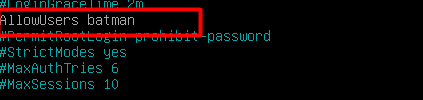 #LoginGraceTime 2m
AllowUsers batman
#PermitRootLogin prohibit-password
#StrictModes yes
#MaxAuthTries 6
#MaxSessions 10